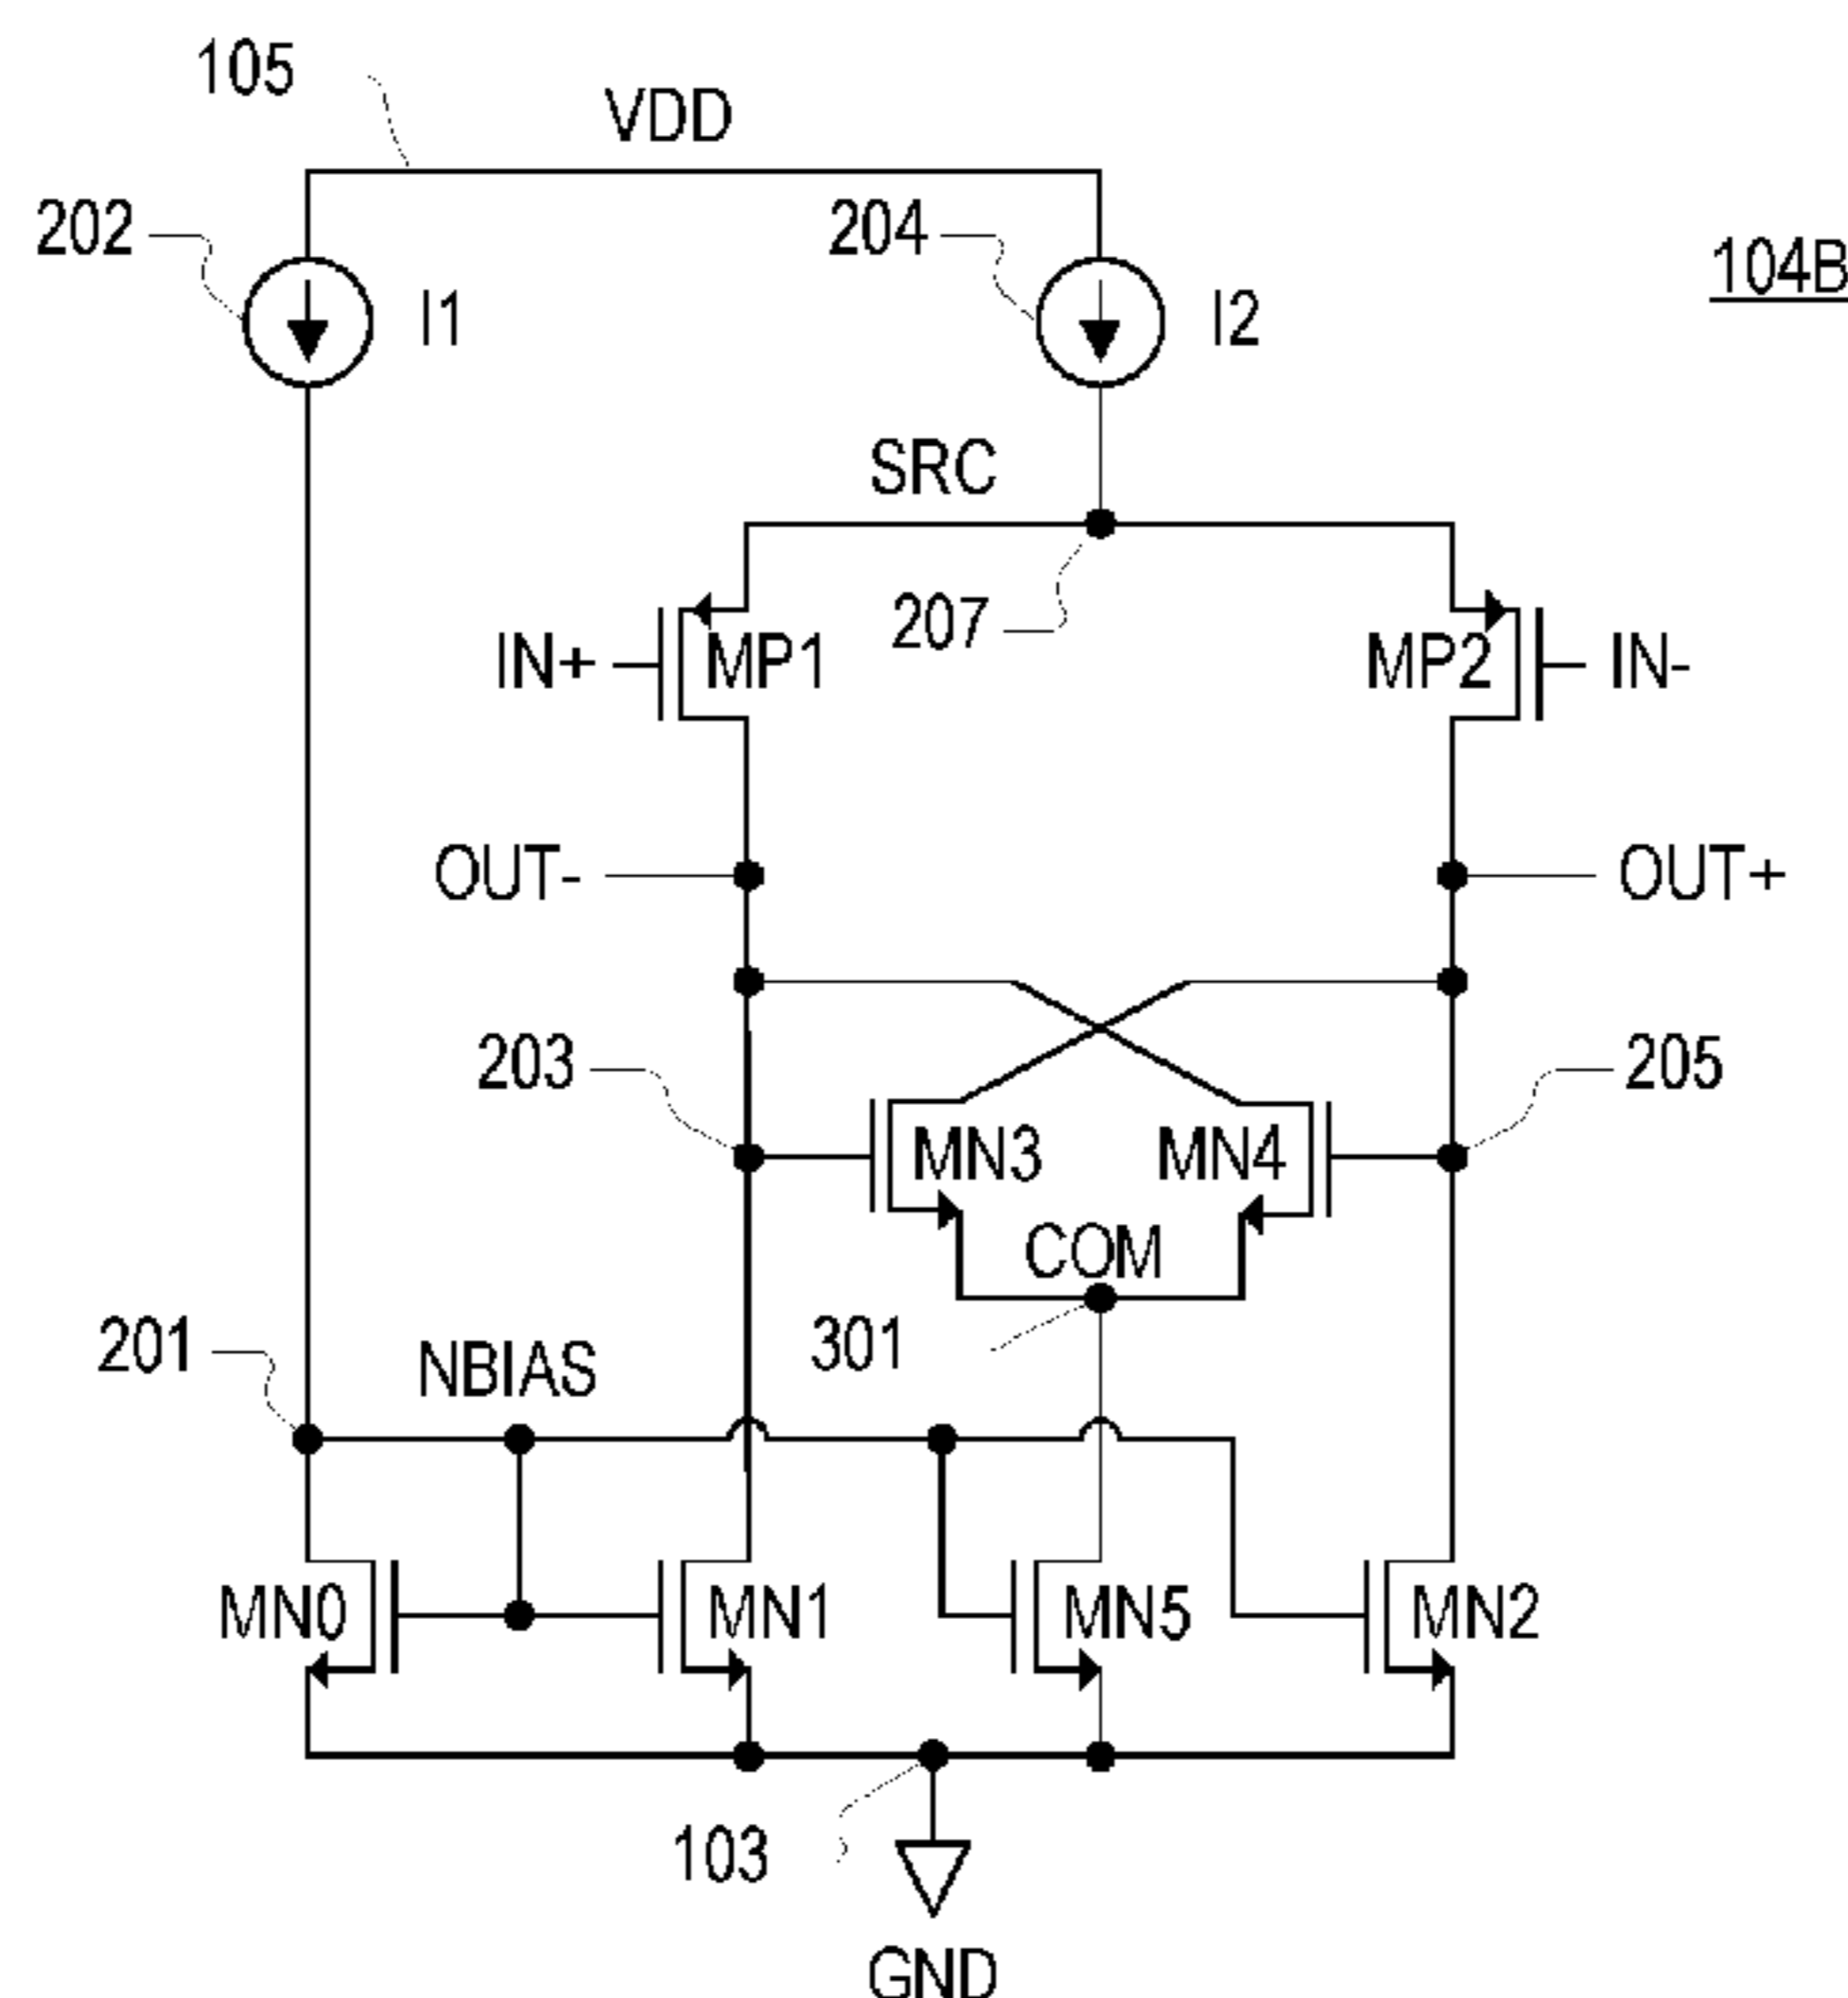 105
VDD
202
I1
204
I2
104B
SRC
207
IN+
MP1
MP2
IN-
OUT-
OUT+
203
MN3
MN4
205
COM
301
201
NBIAS
MN0
MN1
MN5
MN2
103
GND